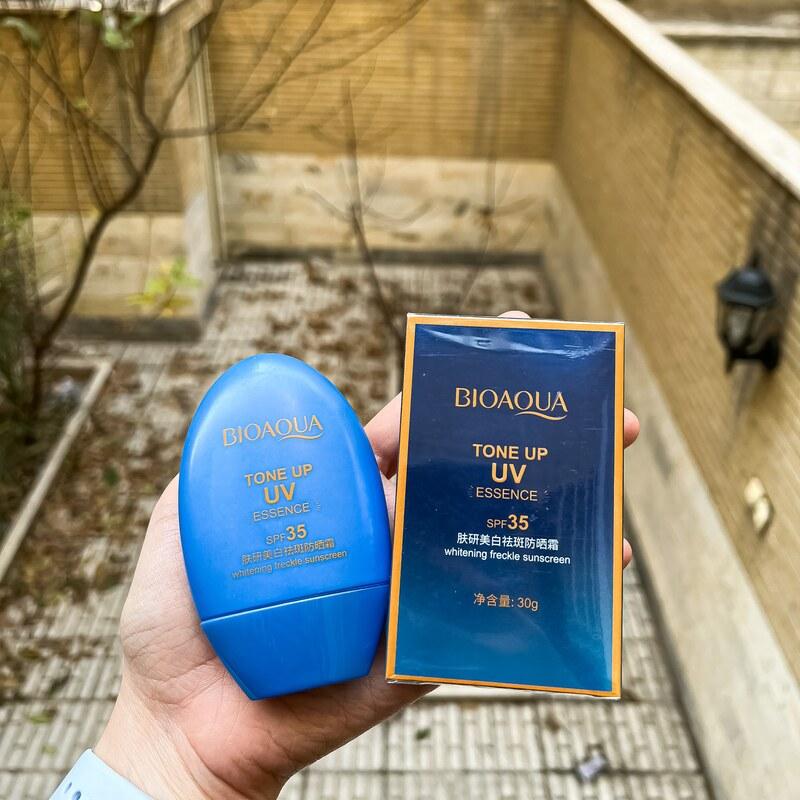 BIOAQUA
TONE UP
UV
ESSENCE
SPF35
肤研美白祛斑防晒霜
whitening freckle sunscreen
BIOAQUA
TONE UP
UV
ESSENCE
SPF35
肤研美白祛斑防晒霜
whitening freckle sunscreen
净含量: 30g